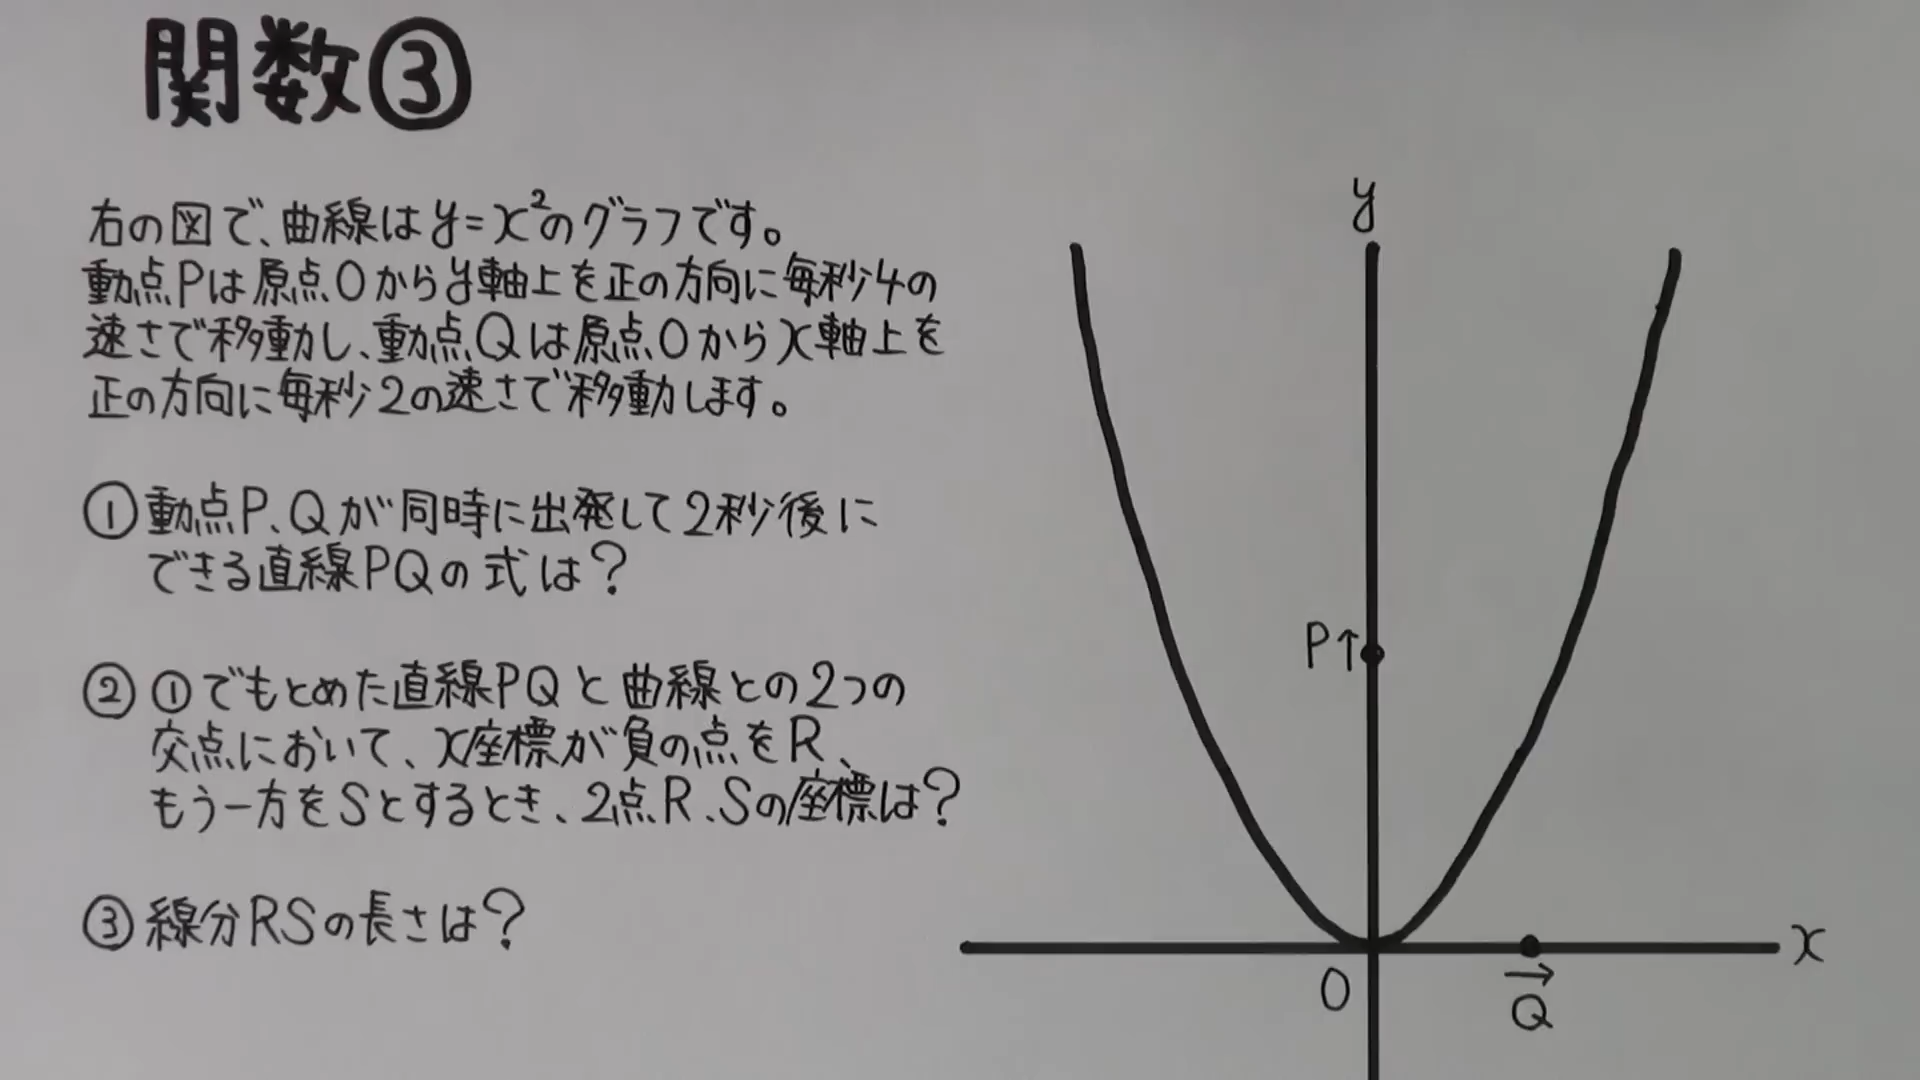 関数③
右の図で、曲線はy=x²のグラフです。
動点Pは原点Oからy軸上を正の方向に毎秒4の
速さで移動し、動点Qは原点Oからx軸上を
正の方向に毎秒2の速さで移動します。
①動点P、Qが同時に出発して2秒後に
できる直線PQの式は?
②①でもとめた直線PQと曲線との2つの
交点において、x座標が負の点をR、
もう一方をSとするとき、2点R、Sの座標は?
③線分RSの長さは?
y
P↑
x
O
→
Q